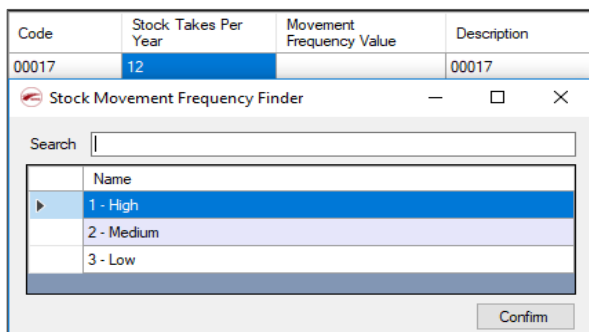 Code Stock Takes Per Year Movement Frequency Value Description
00017 12 00017
Stock Movement Frequency Finder
Search
Name
1 - High
2 - Medium
3 - Low
Confirm